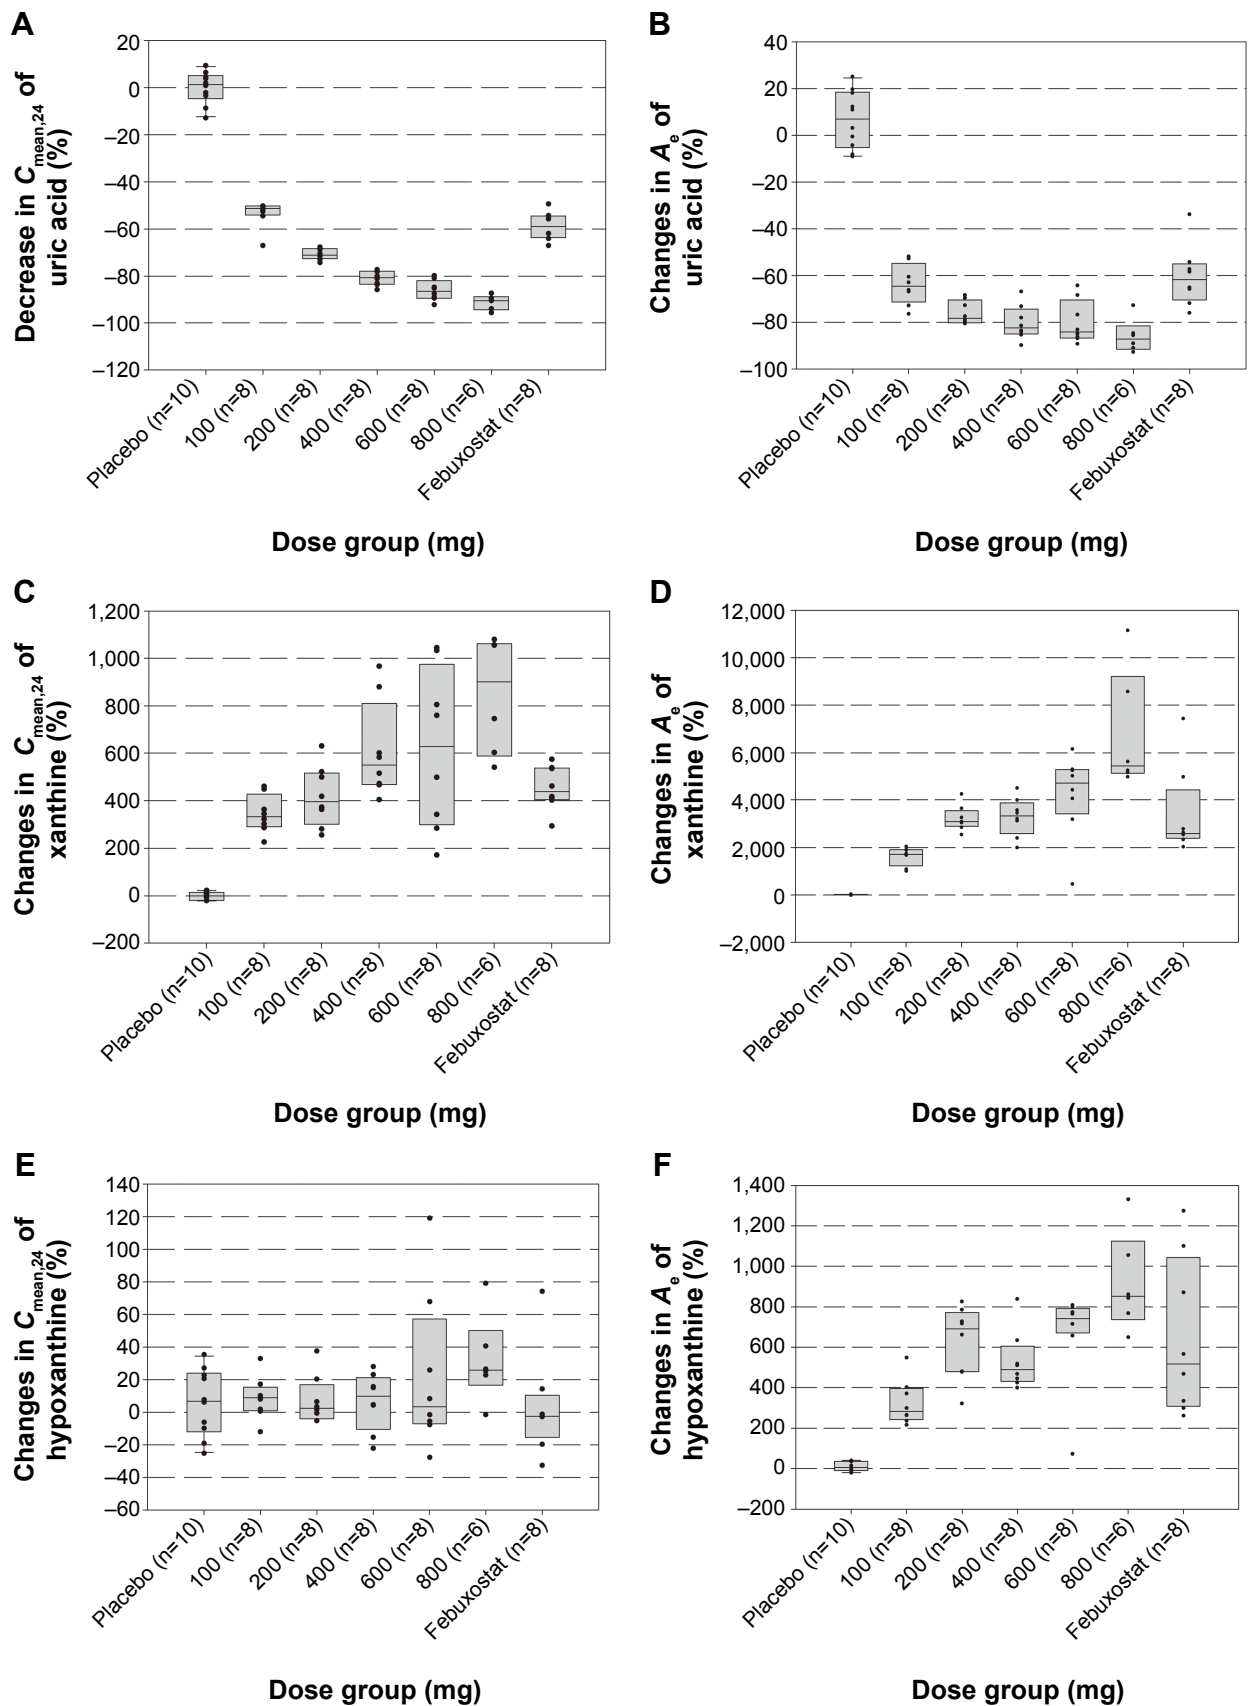 A
Decrease in Cmean,24 of
uric acid (%)
20
0
–20
–40
–60
–80
–100
–120
Placebo (n=10)
100 (n=8)
200 (n=8)
400 (n=8)
600 (n=8)
800 (n=6)
Febuxostat (n=8)
Dose group (mg)
B
Changes in Ae of
uric acid (%)
40
20
0
–20
–40
–60
–80
–100
Placebo (n=10)
100 (n=8)
200 (n=8)
400 (n=8)
600 (n=8)
800 (n=6)
Febuxostat (n=8)
Dose group (mg)
C
Changes in Cmean,24 of
xanthine (%)
1,200
1,000
800
600
400
200
0
–200
Placebo (n=10)
100 (n=8)
200 (n=8)
400 (n=8)
600 (n=8)
800 (n=6)
Febuxostat (n=8)
Dose group (mg)
D
Changes in Ae of
xanthine (%)
12,000
10,000
8,000
6,000
4,000
2,000
0
–2,000
Placebo (n=10)
100 (n=8)
200 (n=8)
400 (n=8)
600 (n=8)
800 (n=6)
Febuxostat (n=8)
Dose group (mg)
E
Changes in Cmean,24 of
hypoxanthine (%)
140
120
100
80
60
40
20
0
–20
–40
–60
Placebo (n=10)
100 (n=8)
200 (n=8)
400 (n=8)
600 (n=8)
800 (n=6)
Febuxostat (n=8)
Dose group (mg)
F
Changes in Ae of
hypoxanthine (%)
1,400
1,200
1,000
800
600
400
200
0
–200
Placebo (n=10)
100 (n=8)
200 (n=8)
400 (n=8)
600 (n=8)
800 (n=6)
Febuxostat (n=8)
Dose group (mg)